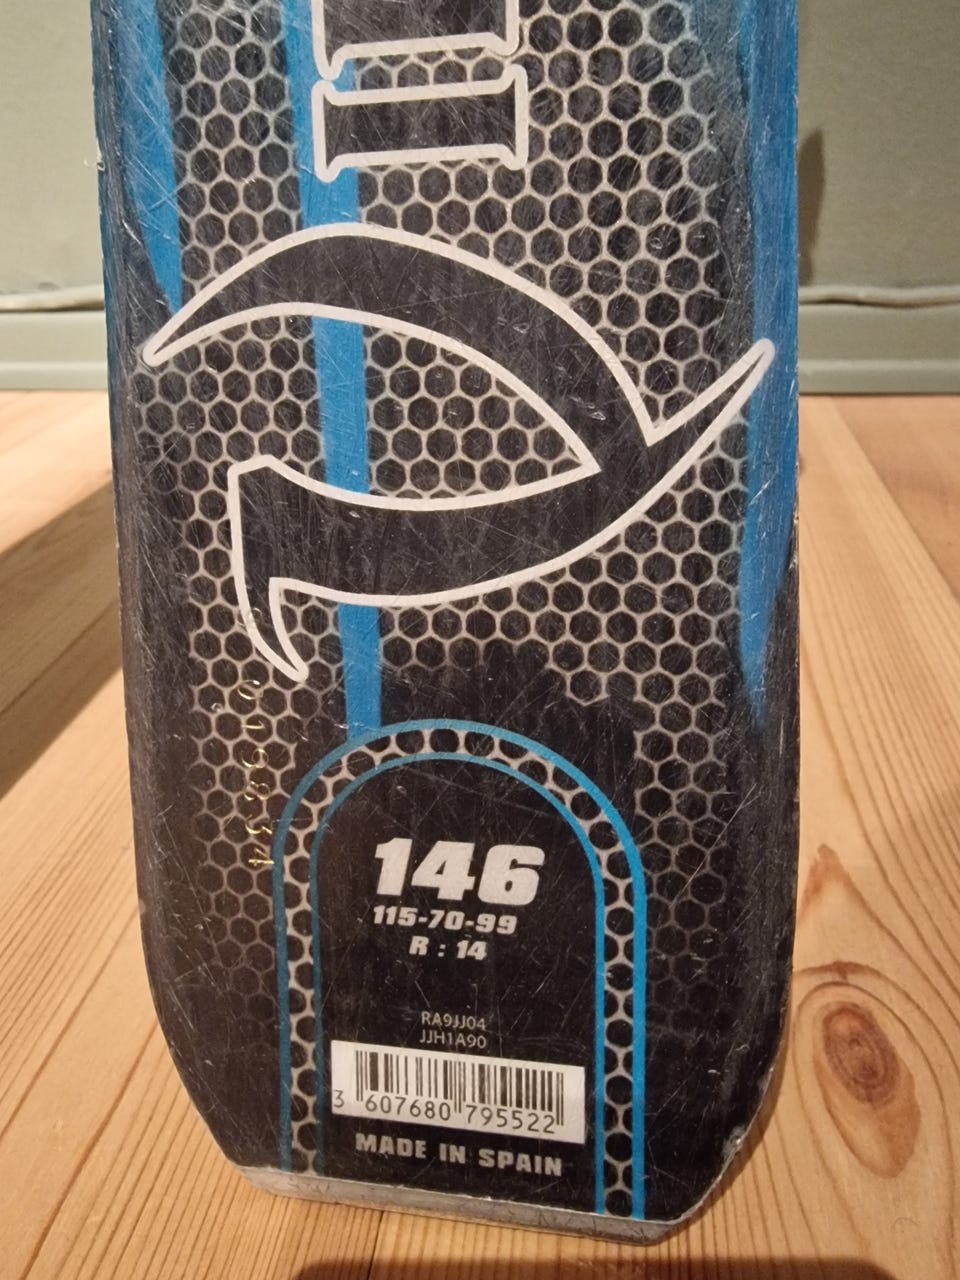 146
115-70-99
R : 14
RA9JJ04
JJH1A90
3 607680 795522
MADE IN SPAIN